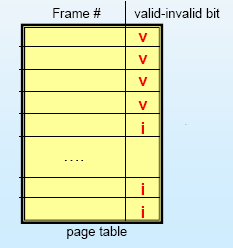 Frame # valid-invalid bit
v
v
v
v
i
....
i
i
page table